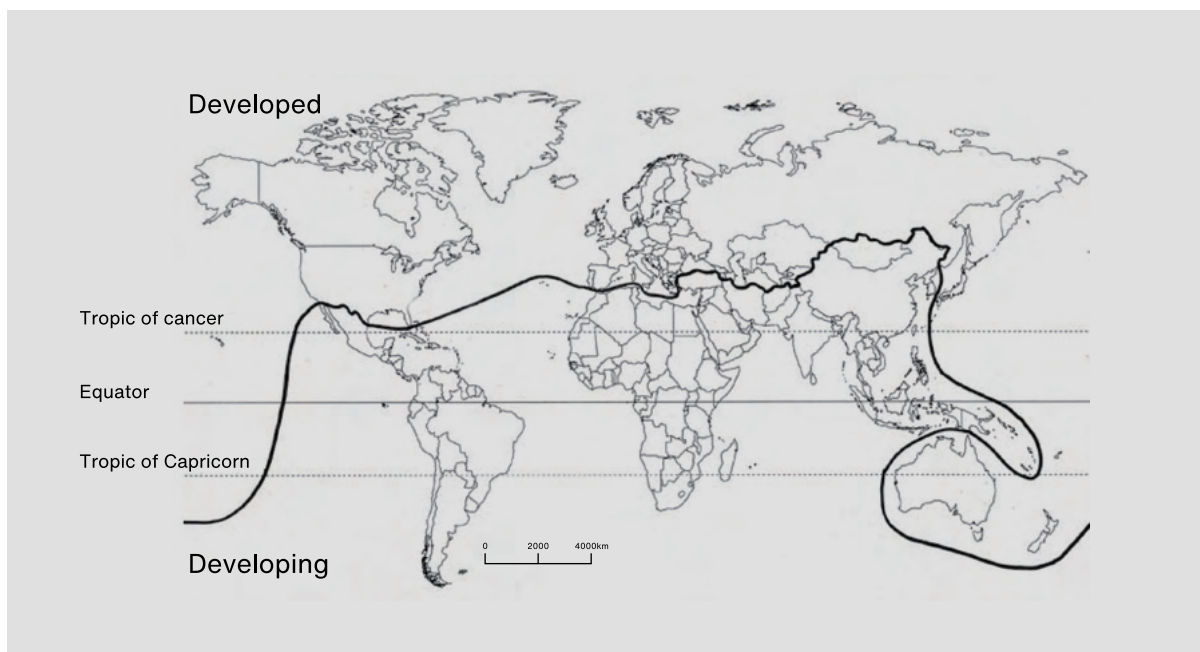 Developed
Tropic of cancer
Equator
Tropic of Capricorn
0 2000 4000km
Developing